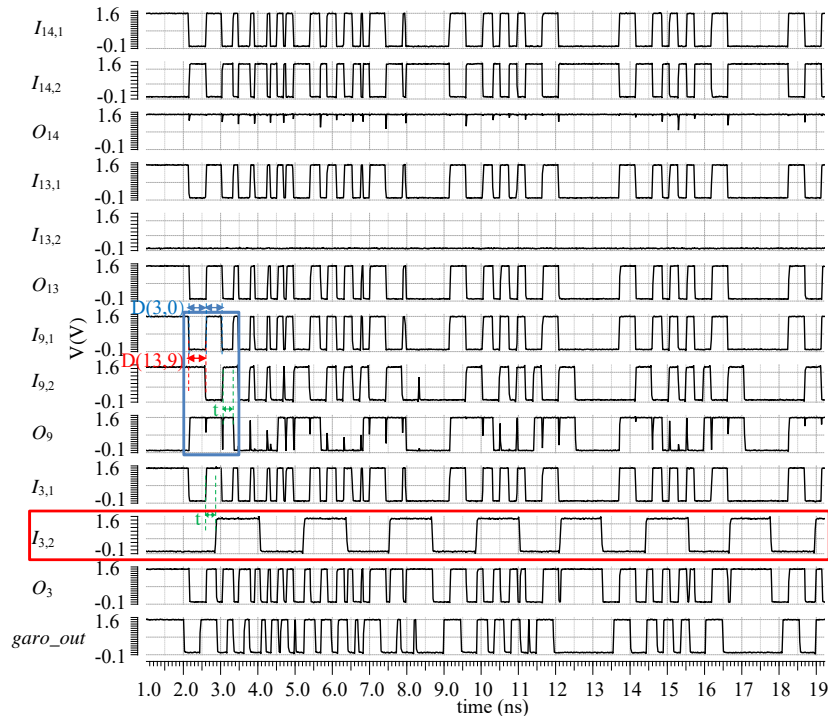 I14,1 1.6 -0.1
I14,2 1.6 -0.1
O14 1.6 -0.1
I13,1 1.6 -0.1
I13,2 1.6 -0.1
O13 1.6 -0.1
D(3,0)
I9,1 1.6 -0.1
V(V)
D(13,9)
I9,2 1.6 -0.1
t
O9 1.6 -0.1
I3,1 1.6 -0.1
t
I3,2 1.6 -0.1
O3 1.6 -0.1
garo_out 1.6 -0.1
1.0 2.0 3.0 4.0 5.0 6.0 7.0 8.0 9.0 10 11 12 13 14 15 16 17 18 19
time (ns)